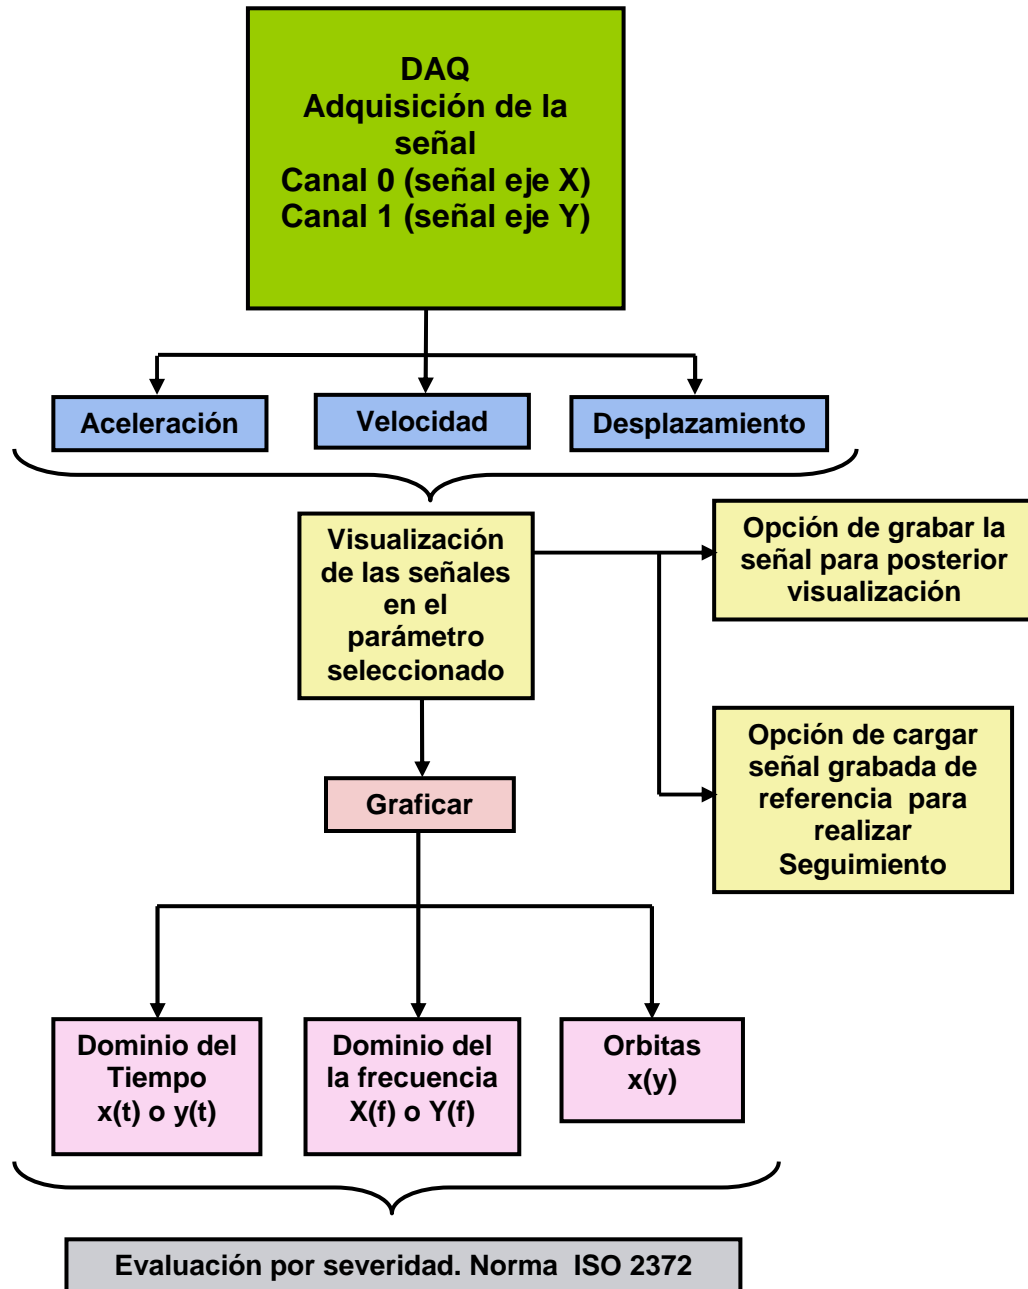 DAQ
Adquisición de la
señal
Canal 0 (señal eje X)
Canal 1 (señal eje Y)
Aceleración
Velocidad
Desplazamiento
Visualización
de las señales
en el
parámetro
seleccionado
Opción de grabar la
señal para posterior
visualización
Opción de cargar
señal grabada de
referencia para
realizar
Seguimiento
Graficar
Dominio del
Tiempo
x(t) o y(t)
Dominio del
la frecuencia
X(f) o Y(f)
Orbitas
x(y)
Evaluación por severidad. Norma ISO 2372